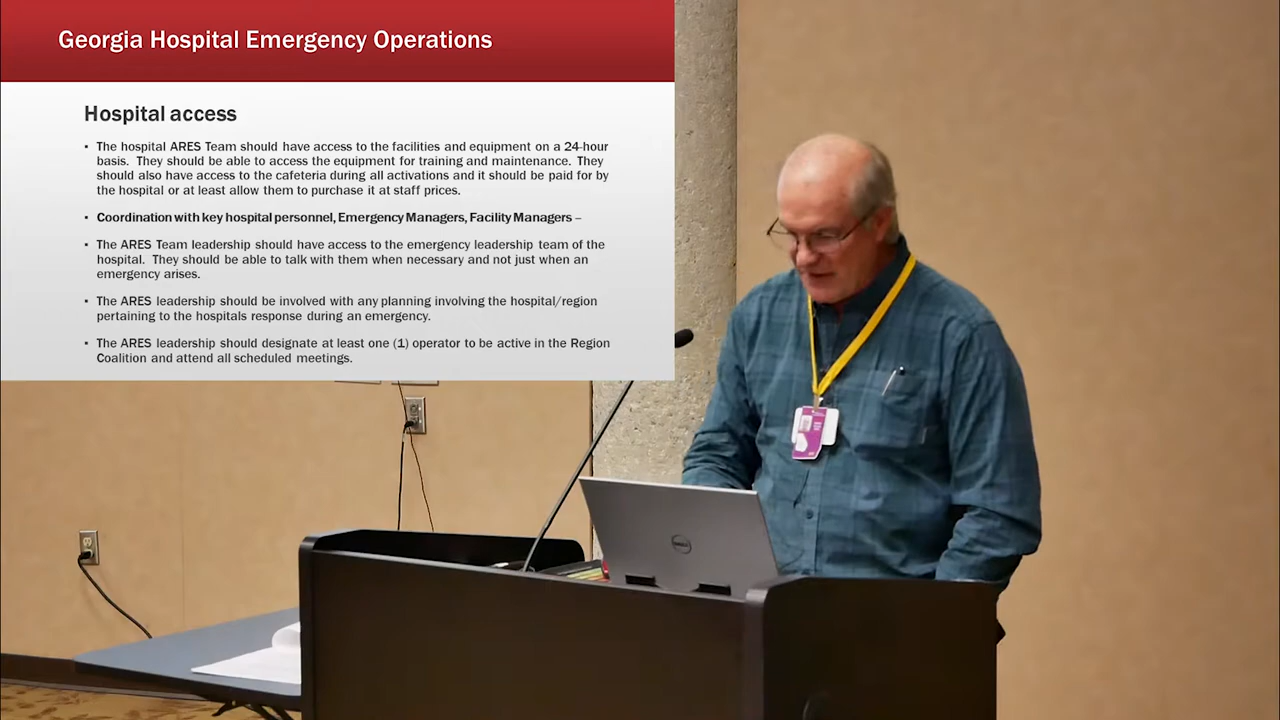 Georgia Hospital Emergency Operations
Hospital access
• The hospital ARES Team should have access to the facilities and equipment on a 24-hour
basis. They should be able to access the equipment for training and maintenance. They
should also have access to the cafeteria during all activations and it should be paid for by
the hospital or at least allow them to purchase it at staff prices.
• Coordination with key hospital personnel, Emergency Managers, Facility Managers –
• The ARES Team leadership should have access to the emergency leadership team of the
hospital. They should be able to talk with them when necessary and not just when an
emergency arises.
• The ARES leadership should be involved with any planning involving the hospital/region
pertaining to the hospitals response during an emergency.
• The ARES leadership should designate at least one (1) operator to be active in the Region
Coalition and attend all scheduled meetings.
DELL